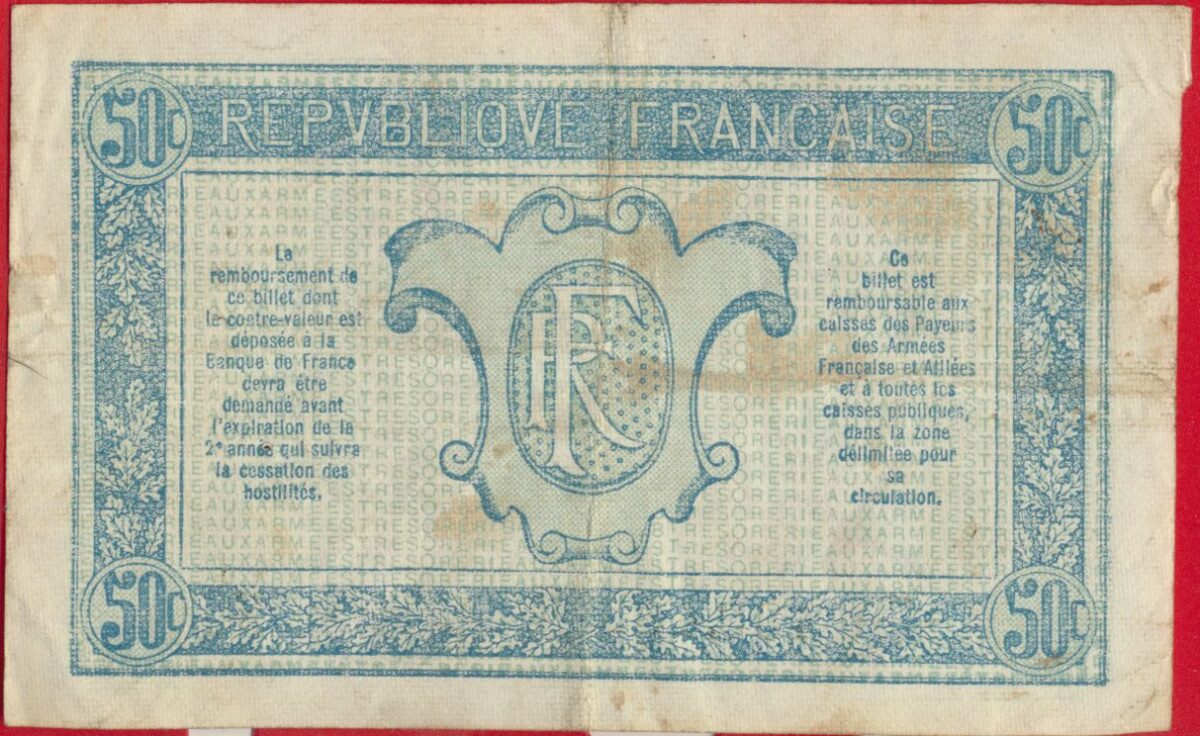 50c REPVBLIQVE FRANÇAISE 50c
Le
remboursement de
ce billet dont
la contre-valeur est
déposée à la
Banque de France
devra être
demandé avant
l'expiration de la
2e année qui suivra
la cessation des
hostilités.
RF
Ce
billet est
remboursable aux
caisses des Payeurs
des Armées
Française et Alliées
et à toutes les
caisses publiques,
dans la zone
délimitée pour
sa
circulation.
50c 50c